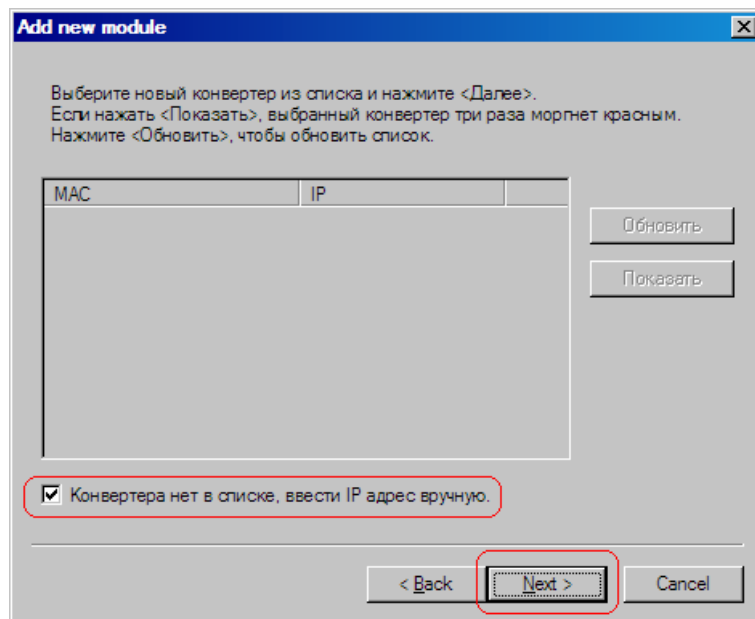 Add new module
Выберите новый конвертер из списка и нажмите <Далее>.
Если нажать <Показать>, выбранный конвертер три раза моргнет красным.
Нажмите <Обновить>, чтобы обновить список.
MAC IP
Обновить
Показать
Конвертера нет в списке, ввести IP адрес вручную.
< Back Next > Cancel